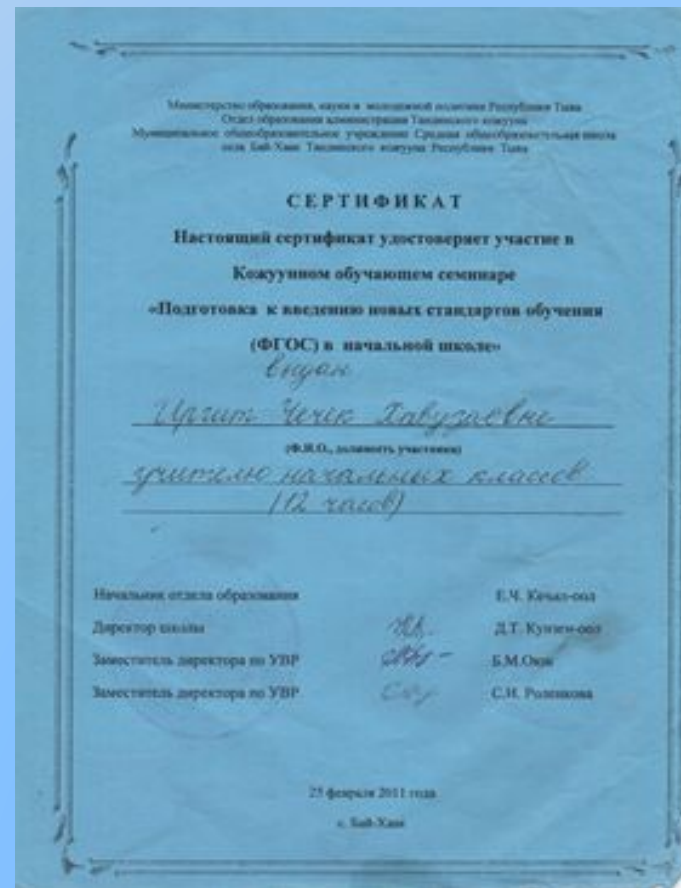 Министерство образования, науки и молодежной политики Республики Тыва
Отдел образования администрации Тандинского кожууна
Муниципальное общеобразовательное учреждение Средняя общеобразовательная школа
села Бай-Хаак Тандинского кожууна Республики Тыва
СЕРТИФИКАТ
Настоящий сертификат удостоверяет участие в
Кожуунном обучающем семинаре
«Подготовка к введению новых стандартов обучения
(ФГОС) в начальной школе»
выдан
Иргит Чечек
(Ф.И.О., должность участника)
учителю начальных классов
(12 часов)
Начальник отдела образования Е.Ч.
Директор школы Д.Т.
Заместитель директора по УВР Б.М.
Заместитель директора по УВР С.И.
25 февраля 2011 года
с. Бай-Хаак